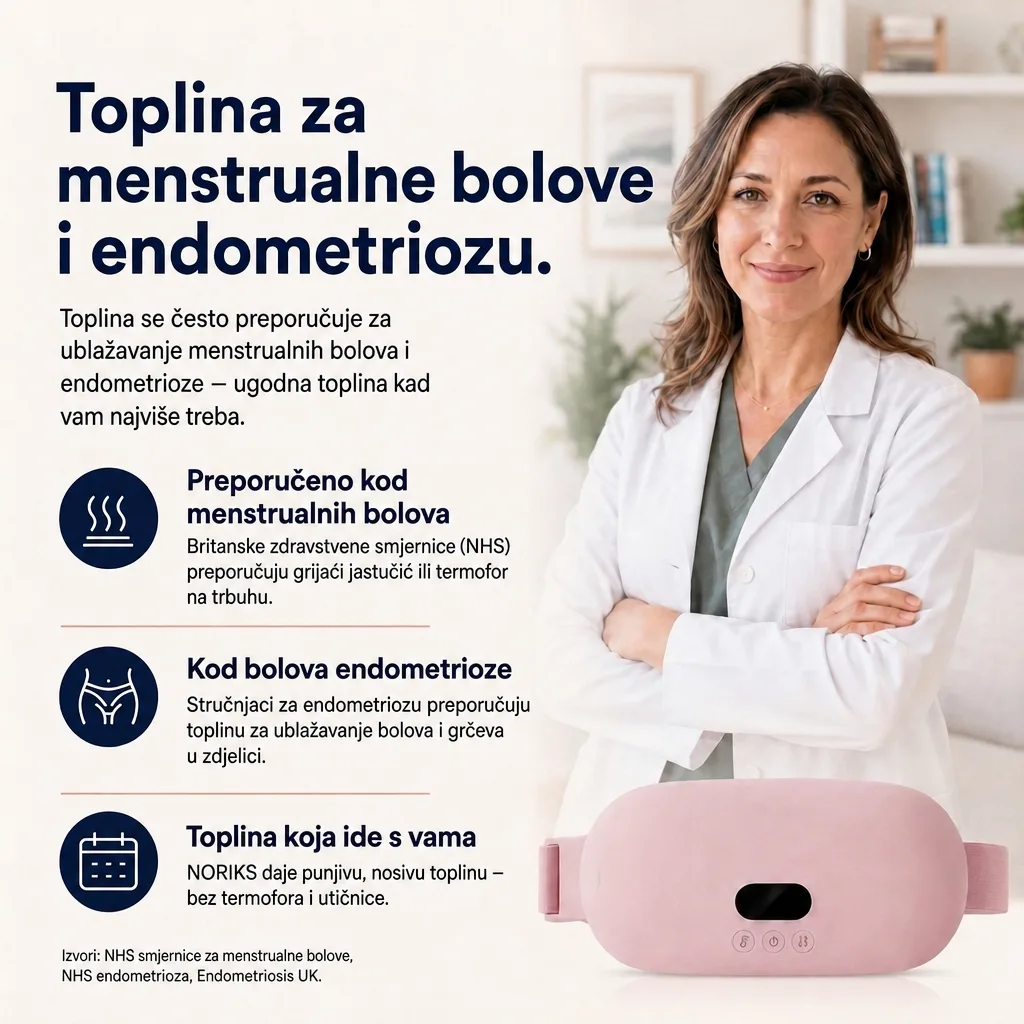 Toplina za
menstrualne bolove
i endometriozu.
Toplina se često preporučuje za
ublažavanje menstrualnih bolova i
endometrioze – ugodna toplina kad
vam najviše treba.
Preporučeno kod
menstrualnih bolova
Britanske zdravstvene smjernice (NHS)
preporučuju grijaći jastučić ili termofor
na trbuhu.
Kod bolova endometrioze
Stručnjaci za endometriozu preporučuju
toplinu za ublažavanje bolova i grčeva
u zdjelici.
Toplina koja ide s vama
NORIKS daje punjivu, nosivu toplinu –
bez termofora i utičnice.
Izvori: NHS smjernice za menstrualne bolove,
NHS endometrioza, Endometriosis UK.